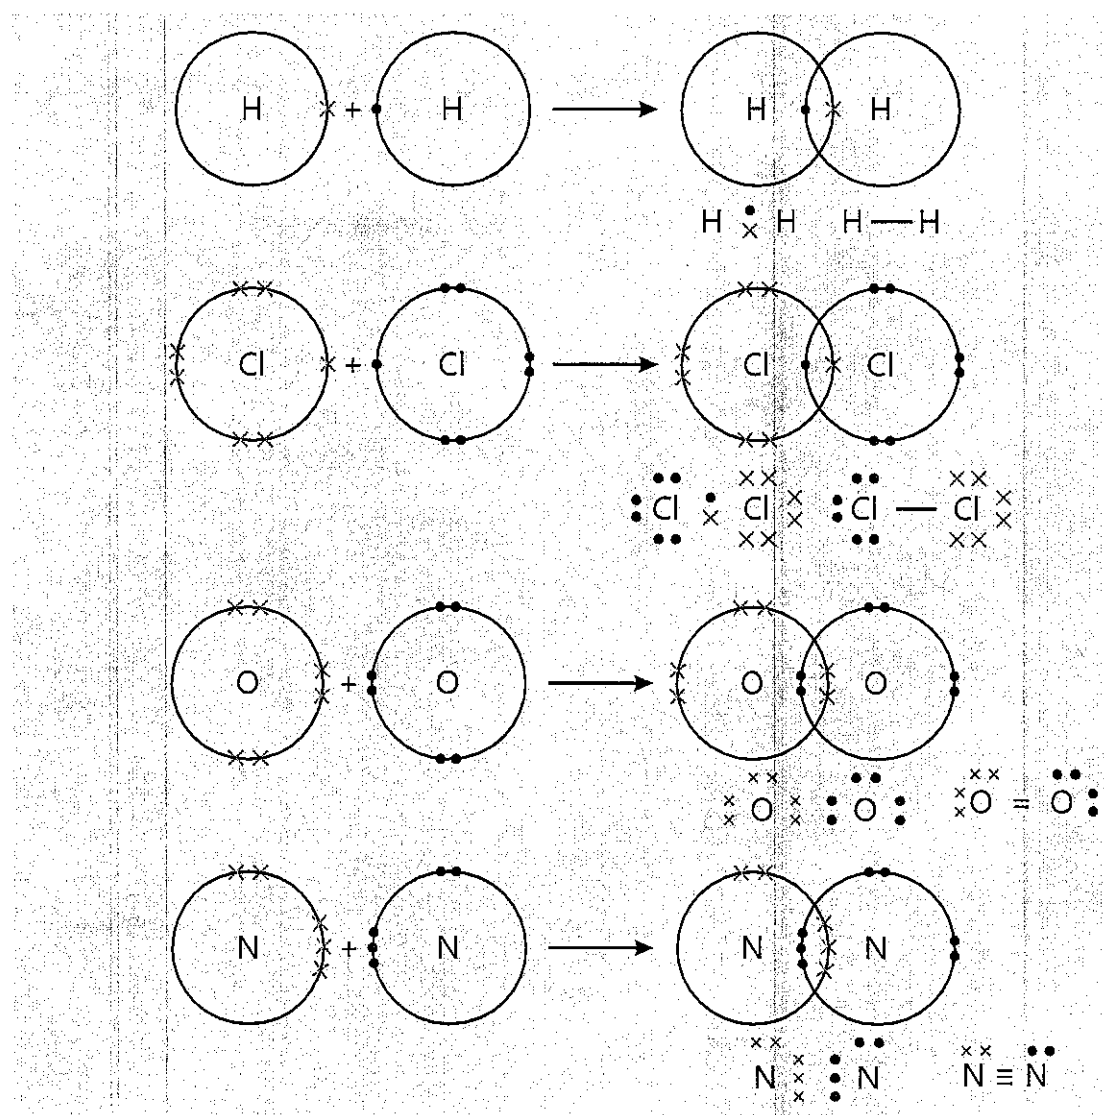 H + H H H
H H H — H
Cl + Cl Cl Cl
Cl Cl Cl — Cl
O + O O O
O O O = O
N + N N N
N N N ≡ N